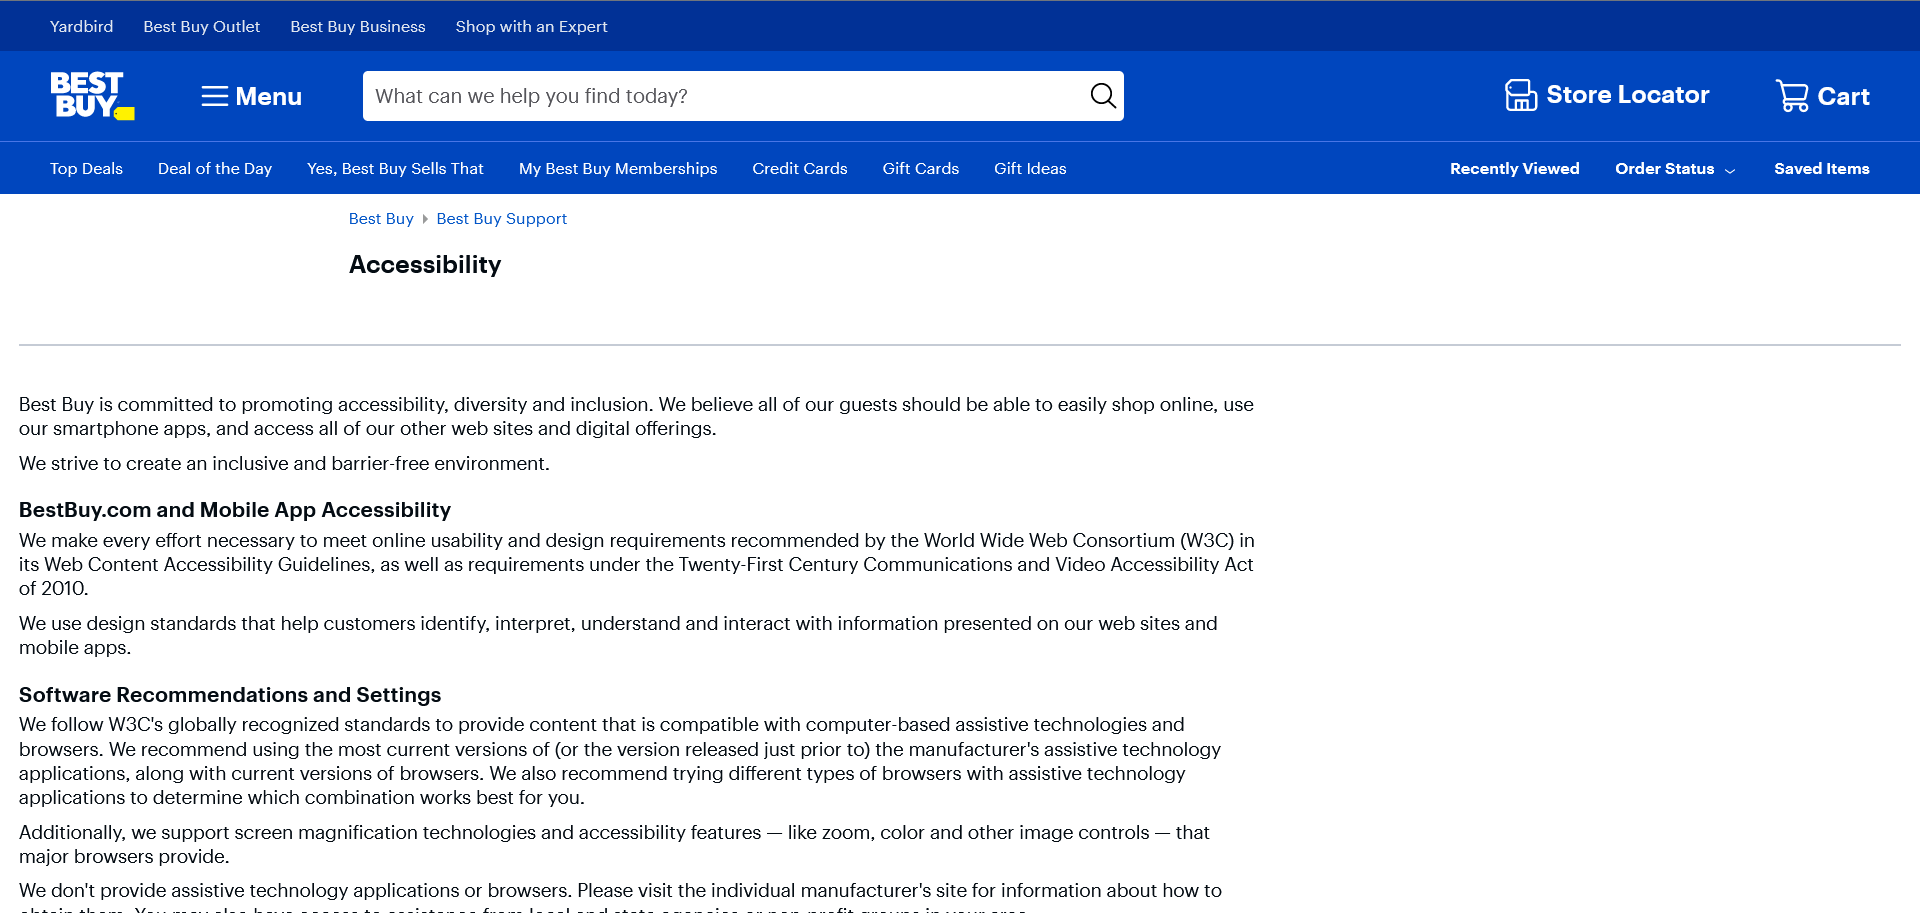 Yardbird Best Buy Outlet Best Buy Business Shop with an Expert
BEST BUY Menu What can we help you find today? Store Locator Cart
Top Deals Deal of the Day Yes, Best Buy Sells That My Best Buy Memberships Credit Cards Gift Cards Gift Ideas Recently Viewed Order Status Saved Items
Best Buy Best Buy Support
Accessibility
Best Buy is committed to promoting accessibility, diversity and inclusion. We believe all of our guests should be able to easily shop online, use
our smartphone apps, and access all of our other web sites and digital offerings.
We strive to create an inclusive and barrier-free environment.
BestBuy.com and Mobile App Accessibility
We make every effort necessary to meet online usability and design requirements recommended by the World Wide Web Consortium (W3C) in
its Web Content Accessibility Guidelines, as well as requirements under the Twenty-First Century Communications and Video Accessibility Act
of 2010.
We use design standards that help customers identify, interpret, understand and interact with information presented on our web sites and
mobile apps.
Software Recommendations and Settings
We follow W3C's globally recognized standards to provide content that is compatible with computer-based assistive technologies and
browsers. We recommend using the most current versions of (or the version released just prior to) the manufacturer's assistive technology
applications, along with current versions of browsers. We also recommend trying different types of browsers with assistive technology
applications to determine which combination works best for you.
Additionally, we support screen magnification technologies and accessibility features — like zoom, color and other image controls — that
major browsers provide.
We don't provide assistive technology applications or browsers. Please visit the individual manufacturer's site for information about how to